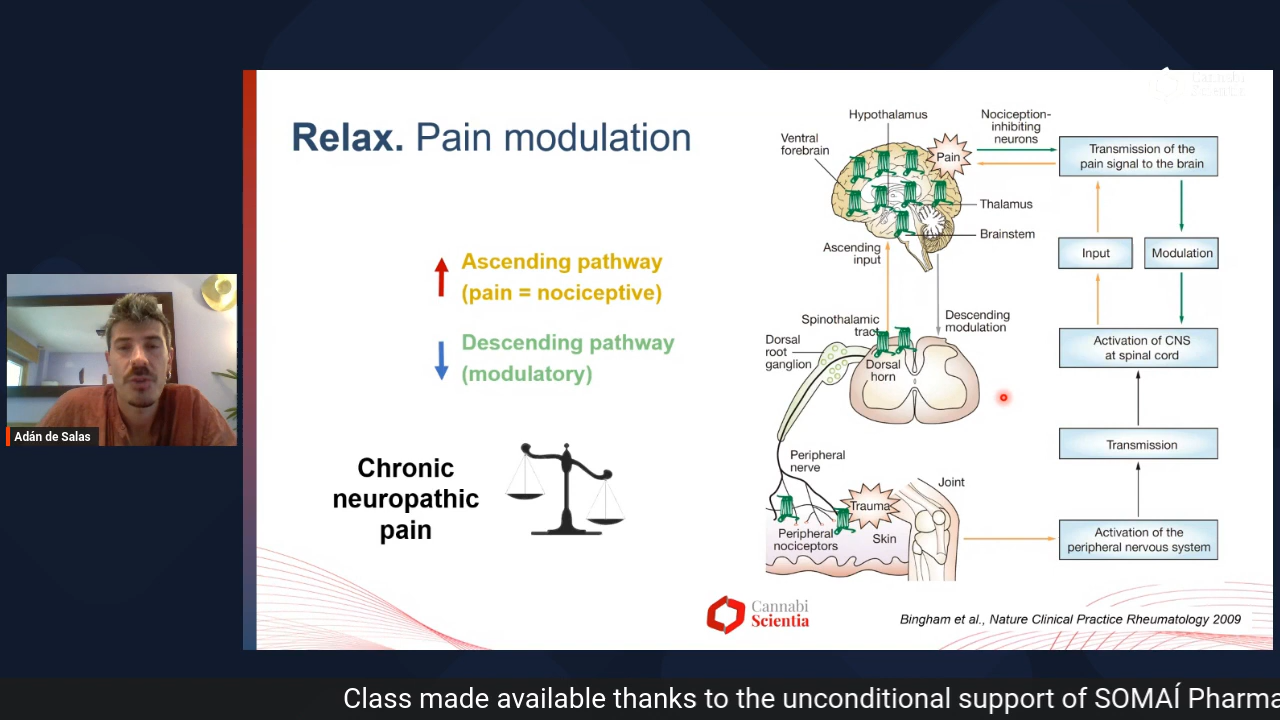 Cannabi
Scientia
Relax. Pain modulation
Ascending pathway
(pain = nociceptive)
Descending pathway
(modulatory)
Chronic
neuropathic
pain
Hypothalamus
Ventral
forebrain
Pain
Nociception-
inhibiting
neurons
Thalamus
Brainstem
Ascending
input
Descending
modulation
Spinothalamic
tract
Dorsal
root
ganglion
Dorsal
horn
Peripheral
nerve
Trauma
Joint
Peripheral
nociceptors
Skin
Transmission of the
pain signal to the brain
Input
Modulation
Activation of CNS
at spinal cord
Transmission
Activation of the
peripheral nervous system
Adán de Salas
Cannabi
Scientia
Bingham et al., Nature Clinical Practice Rheumatology 2009
Class made available thanks to the unconditional support of SOMAÍ Pharma